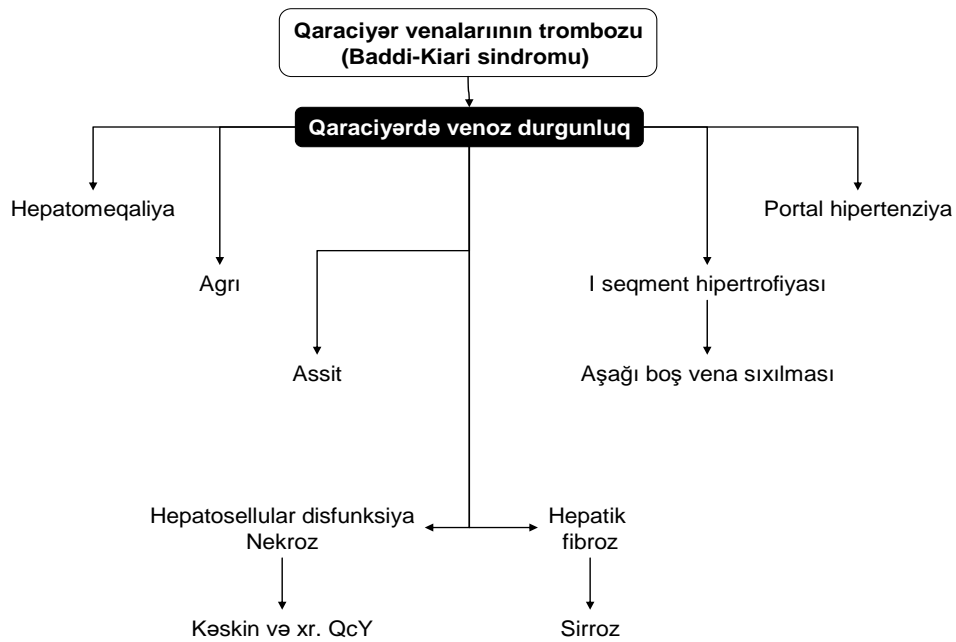 Qaraciyər venalarıının trombozu
(Baddi-Kiari sindromu)
Qaraciyərdə venoz durgunluq
Hepatomeqaliya
Portal hipertenziya
Agrı
I seqment hipertrofiyası
Assit
Aşağı boş vena sıxılması
Hepatosellular disfunksiya
Nekroz
Hepatik
fibroz
Kəskin və xr. QcY
Sirroz